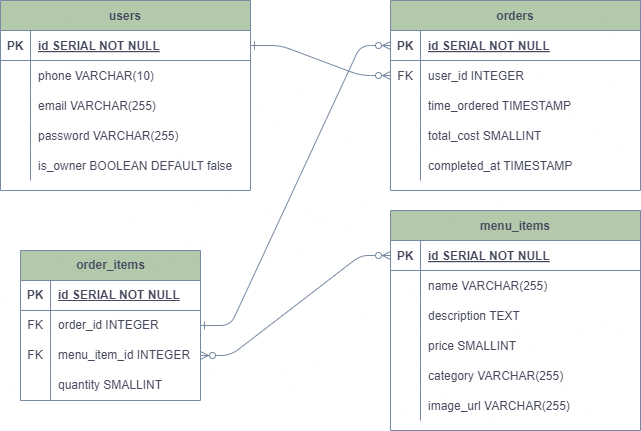 users
PK id SERIAL NOT NULL
phone VARCHAR(10)
email VARCHAR(255)
password VARCHAR(255)
is_owner BOOLEAN DEFAULT false
orders
PK id SERIAL NOT NULL
FK user_id INTEGER
time_ordered TIMESTAMP
total_cost SMALLINT
completed_at TIMESTAMP
order_items
PK id SERIAL NOT NULL
FK order_id INTEGER
FK menu_item_id INTEGER
quantity SMALLINT
menu_items
PK id SERIAL NOT NULL
name VARCHAR(255)
description TEXT
price SMALLINT
category VARCHAR(255)
image_url VARCHAR(255)